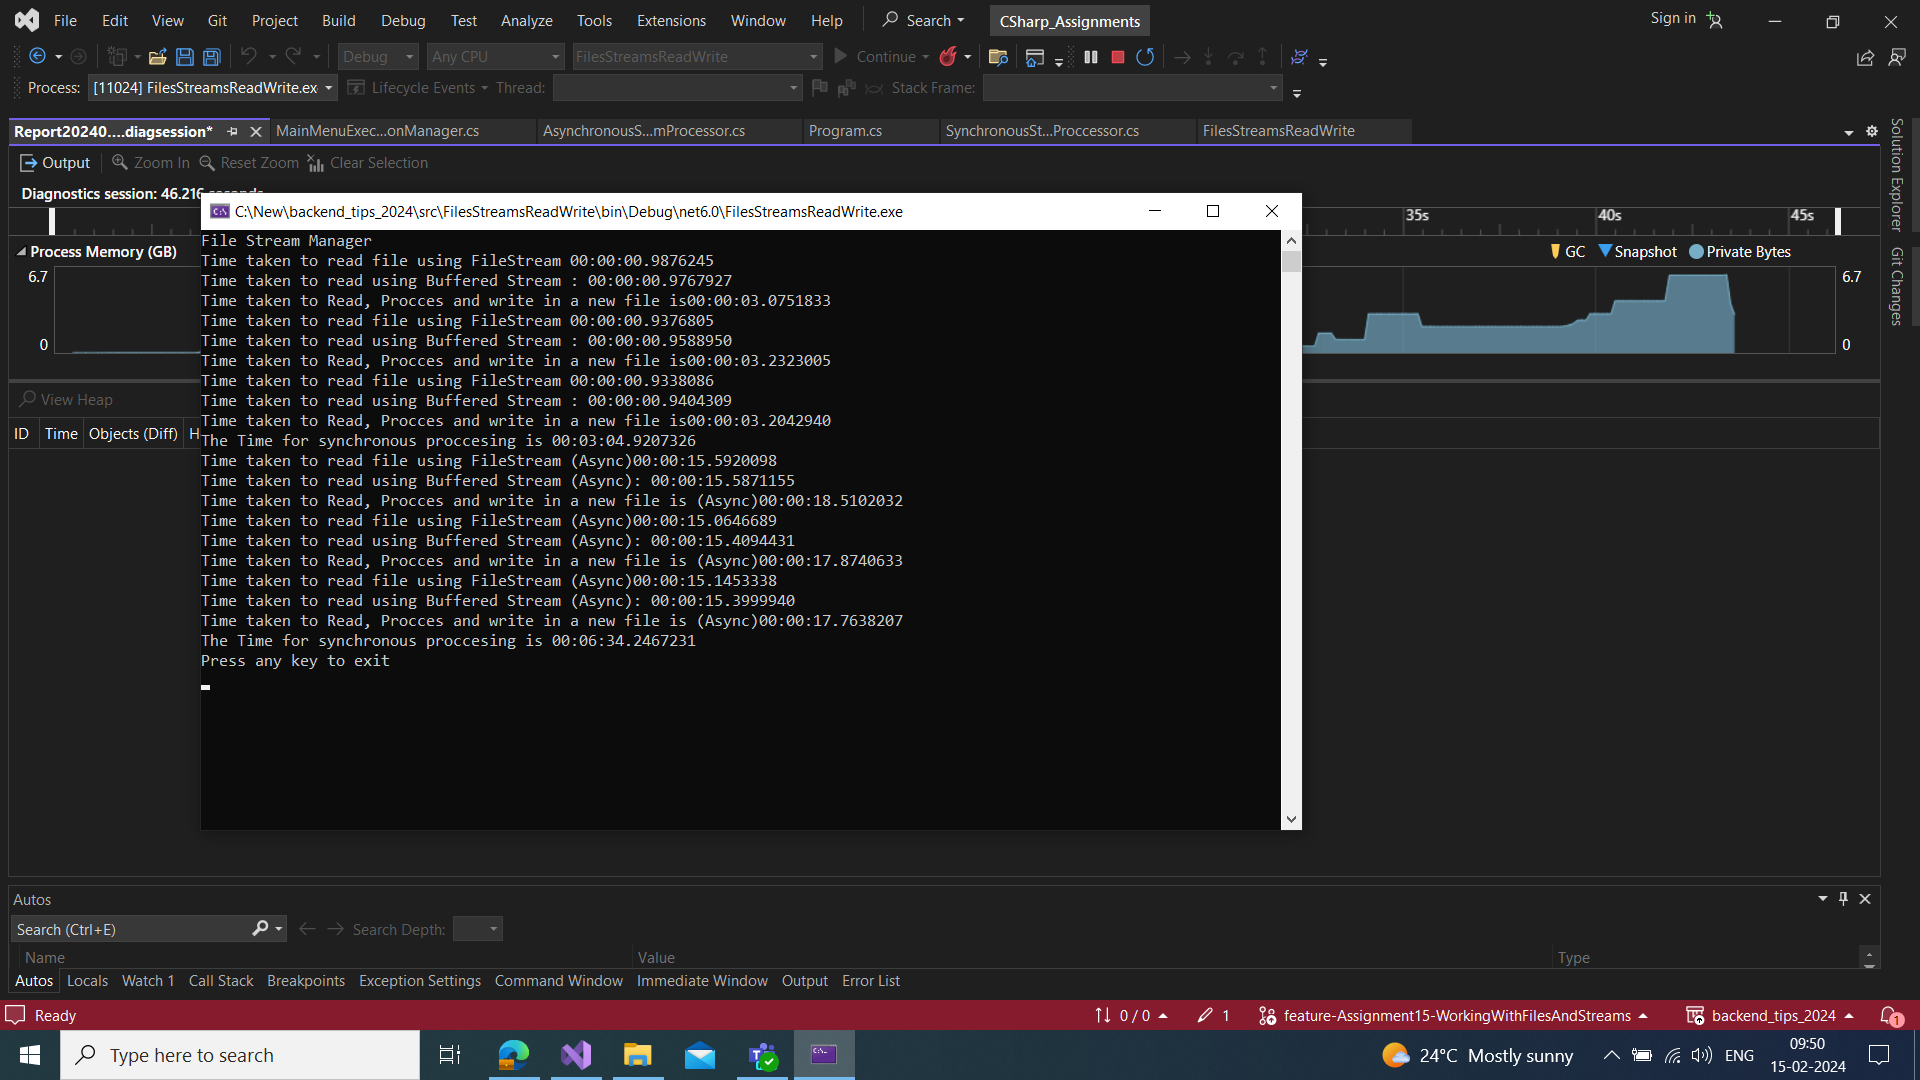 File Edit View Git Project Build Debug Test Analyze Tools Extensions Window Help Search CSharp_Assignments Sign in
Debug Any CPU FilesStreamsReadWrite Continue
Process: [11024] FilesStreamsReadWrite.ex Lifecycle Events Thread: Stack Frame:
Report20240....diagsession* MainMenuExec...onManager.cs AsynchronousS...mProcessor.cs Program.cs SynchronousSt...Proccessor.cs FilesStreamsReadWrite
Output Zoom In Reset Zoom Clear Selection
Diagnostics session: 46.216 seconds
C:\New\backend_tips_2024\src\FilesStreamsReadWrite\bin\Debug\net6.0\FilesStreamsReadWrite.exe
35s 40s 45s
Process Memory (GB) GC Snapshot Private Bytes
6.7 6.7
0 0
View Heap
ID Time Objects (Diff) H
File Stream Manager
Time taken to read file using FileStream 00:00:00.9876245
Time taken to read using Buffered Stream : 00:00:00.9767927
Time taken to Read, Procces and write in a new file is00:00:03.0751833
Time taken to read file using FileStream 00:00:00.9376805
Time taken to read using Buffered Stream : 00:00:00.9588950
Time taken to Read, Procces and write in a new file is00:00:03.2323005
Time taken to read file using FileStream 00:00:00.9338086
Time taken to read using Buffered Stream : 00:00:00.9404309
Time taken to Read, Procces and write in a new file is00:00:03.2042940
The Time for synchronous proccesing is 00:03:04.9207326
Time taken to read file using FileStream (Async)00:00:15.5920098
Time taken to read using Buffered Stream (Async): 00:00:15.5871155
Time taken to Read, Procces and write in a new file is (Async)00:00:18.5102032
Time taken to read file using FileStream (Async)00:00:15.0646689
Time taken to read using Buffered Stream (Async): 00:00:15.4094431
Time taken to Read, Procces and write in a new file is (Async)00:00:17.8740633
Time taken to read file using FileStream (Async)00:00:15.1453338
Time taken to read using Buffered Stream (Async): 00:00:15.3999940
Time taken to Read, Procces and write in a new file is (Async)00:00:17.7638207
The Time for synchronous proccesing is 00:06:34.2467231
Press any key to exit
Solution Explorer
Git Changes
Autos
Search (Ctrl+E) Search Depth:
Name Value Type
Autos Locals Watch 1 Call Stack Breakpoints Exception Settings Command Window Immediate Window Output Error List
Ready 0 / 0 1 feature-Assignment15-WorkingWithFilesAndStreams backend_tips_2024 1
Type here to search 24°C Mostly sunny ENG 09:50
15-02-2024